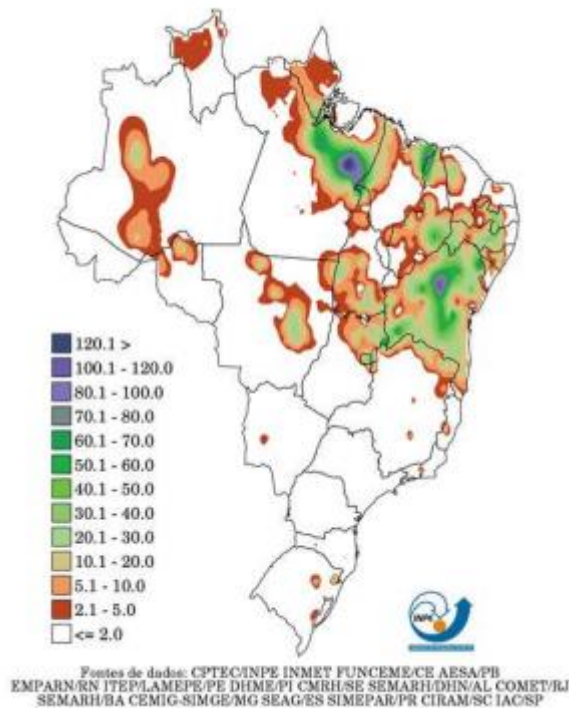 120.1 >
100.1 - 120.0
80.1 - 100.0
70.1 - 80.0
60.1 - 70.0
50.1 - 60.0
40.1 - 50.0
30.1 - 40.0
20.1 - 30.0
10.1 - 20.0
5.1 - 10.0
2.1 - 5.0
<= 2.0
INPE
Fontes de dados: CPTEC/INPE INMET FUNCEME/CE AESA/PB
EMPARN/RN ITEP/LAMEPE/PE DHME/PI CMRH/SE SEMARH/DHN/AL COMET/RJ
SEMARH/BA CEMIG-SIMGE/MG SEAG/ES SIMEPAR/PR CIRAM/SC IAC/SP